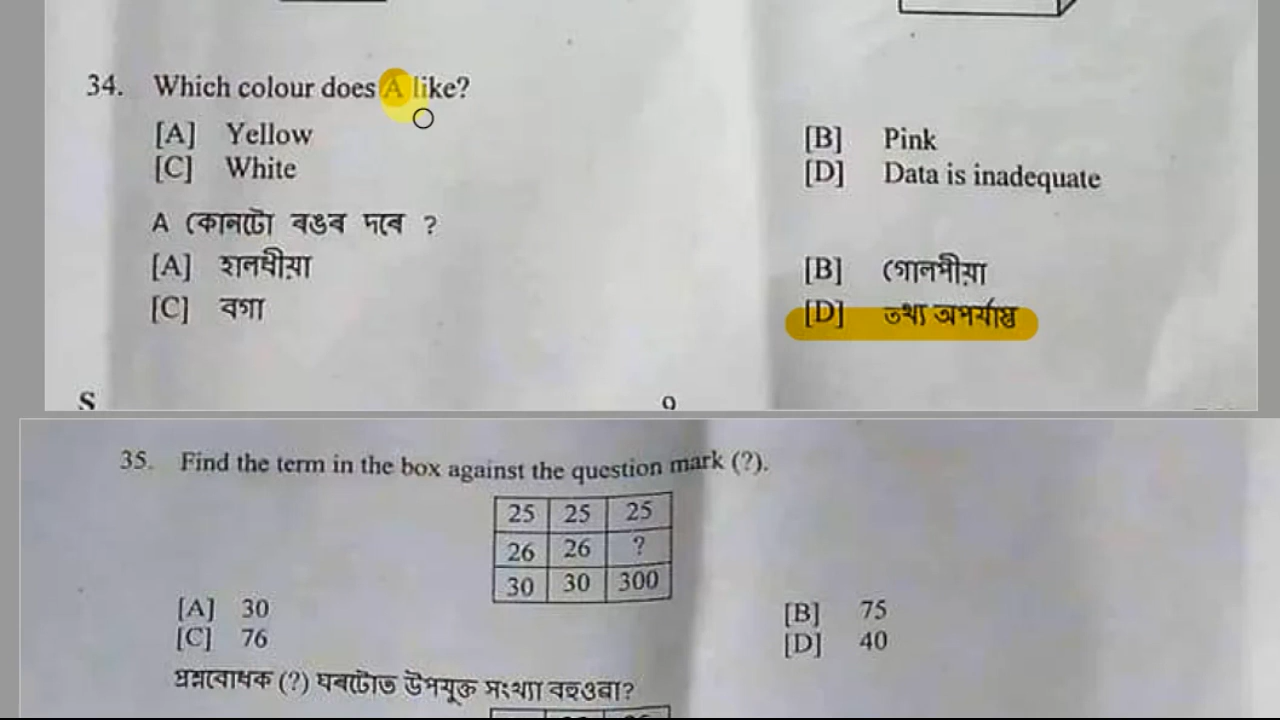 34. Which colour does A like?
[A] Yellow [B] Pink
[C] White [D] Data is inadequate
A কোনটো ৰঙৰ দৰে ?
[A] হালধীয়া [B] গোলপীয়া
[C] বগা [D] তথ্য অপৰ্যাপ্ত
S 9
35. Find the term in the box against the question mark (?).
25 25 25
26 26 ?
30 30 300
[A] 30 [B] 75
[C] 76 [D] 40
প্ৰশ্নবোধক (?) ঘৰটোত উপযুক্ত সংখ্যা বহুওৱা?